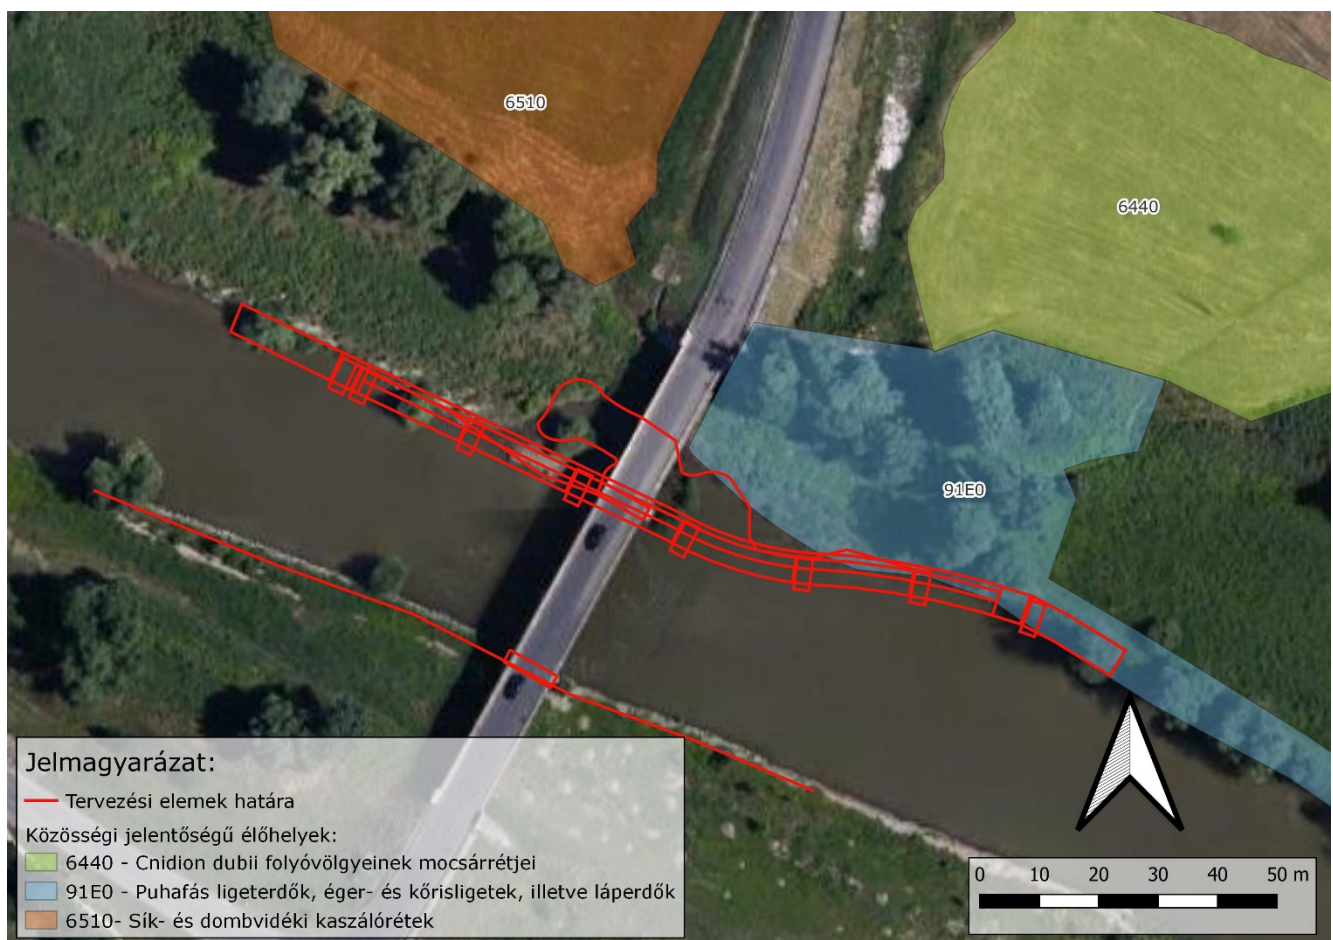 6510
6440
91E0
Jelmagyarázat:
Tervezési elemek határa
Közösségi jelentőségű élőhelyek:
6440 - Cnidion dubii folyóvölgyeinek mocsárrétjei
91E0 - Puhafás ligeterdők, éger- és kőrisligetek, illetve láperdők
6510- Sík- és dombvidéki kaszálórétek
0 10 20 30 40 50 m